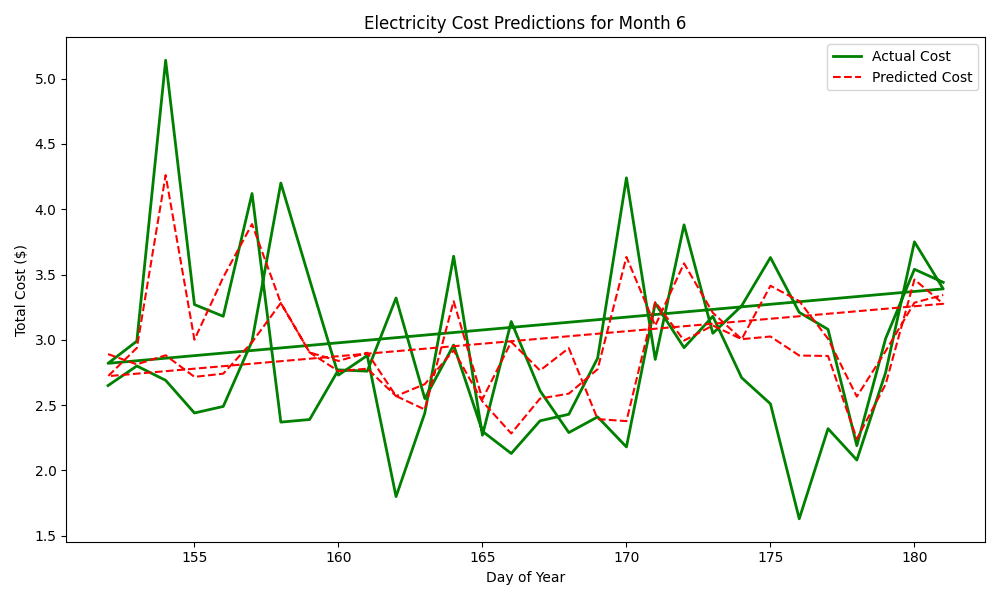 Electricity Cost Predictions for Month 6
Actual Cost
Predicted Cost
Total Cost ($)
5.0
4.5
4.0
3.5
3.0
2.5
2.0
1.5
155
160
165
170
175
180
Day of Year